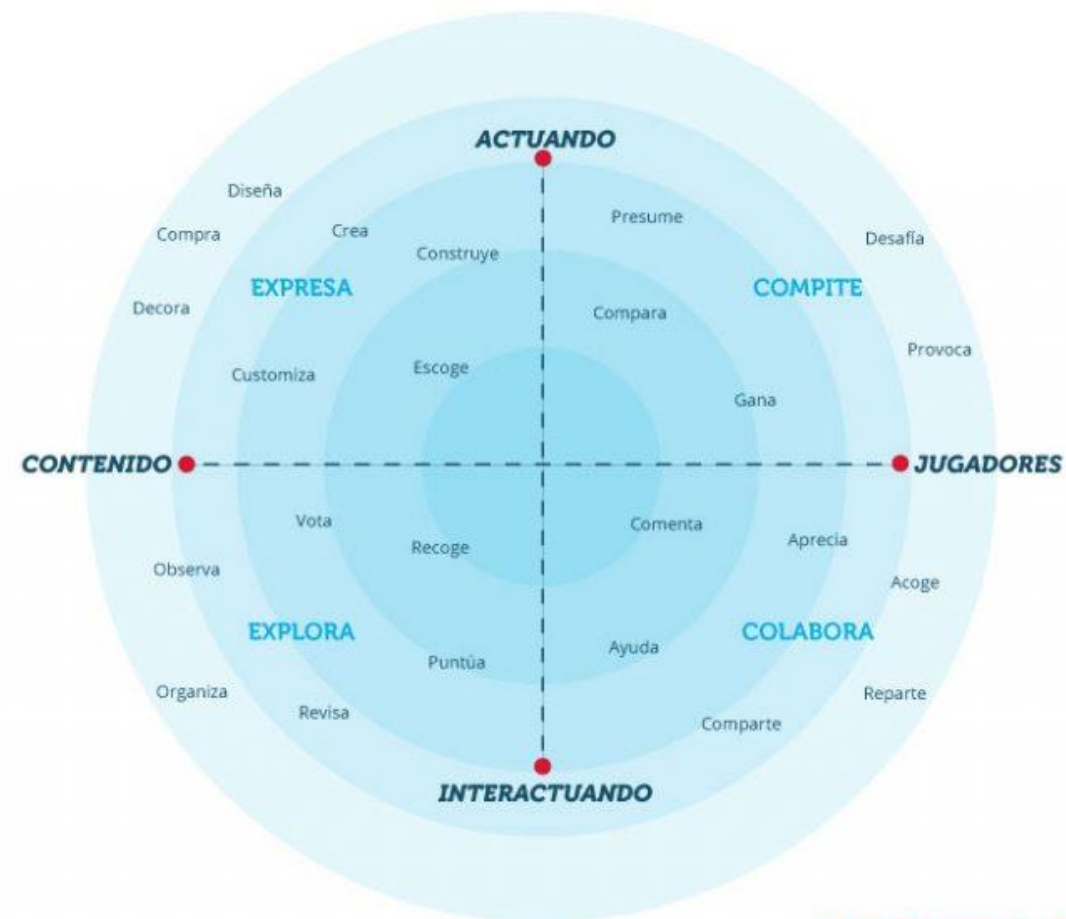 ACTUANDO
Diseña
Presume
Crea
Compra
Desafía
Construye
EXPRESA
COMPITE
Decora
Compara
Provoca
Escoge
Customiza
Gana
CONTENIDO
JUGADORES
Vota
Comenta
Aprecia
Recoge
Observa
Acoge
EXPLORA
COLABORA
Ayuda
Puntúa
Organiza
Reparte
Revisa
Comparte
INTERACTUANDO